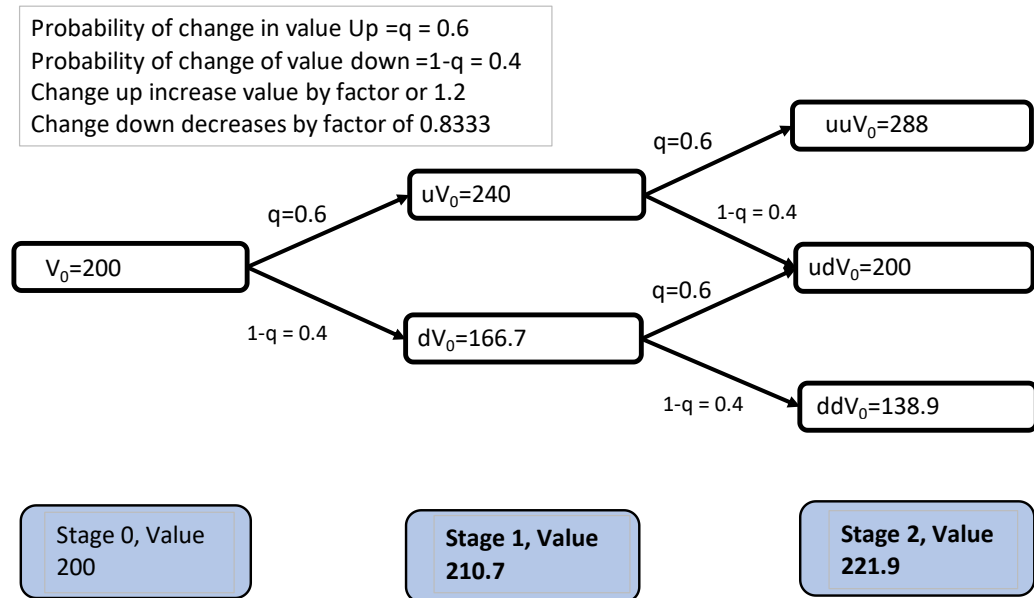 Probability of change in value Up =q = 0.6
Probability of change of value down =1-q = 0.4
Change up increase value by factor or 1.2
Change down decreases by factor of 0.8333
uuV₀=288
q=0.6
uV₀=240
q=0.6
1-q = 0.4
V₀=200
udV₀=200
q=0.6
1-q = 0.4
dV₀=166.7
1-q = 0.4
ddV₀=138.9
Stage 0, Value
200
Stage 1, Value
210.7
Stage 2, Value
221.9